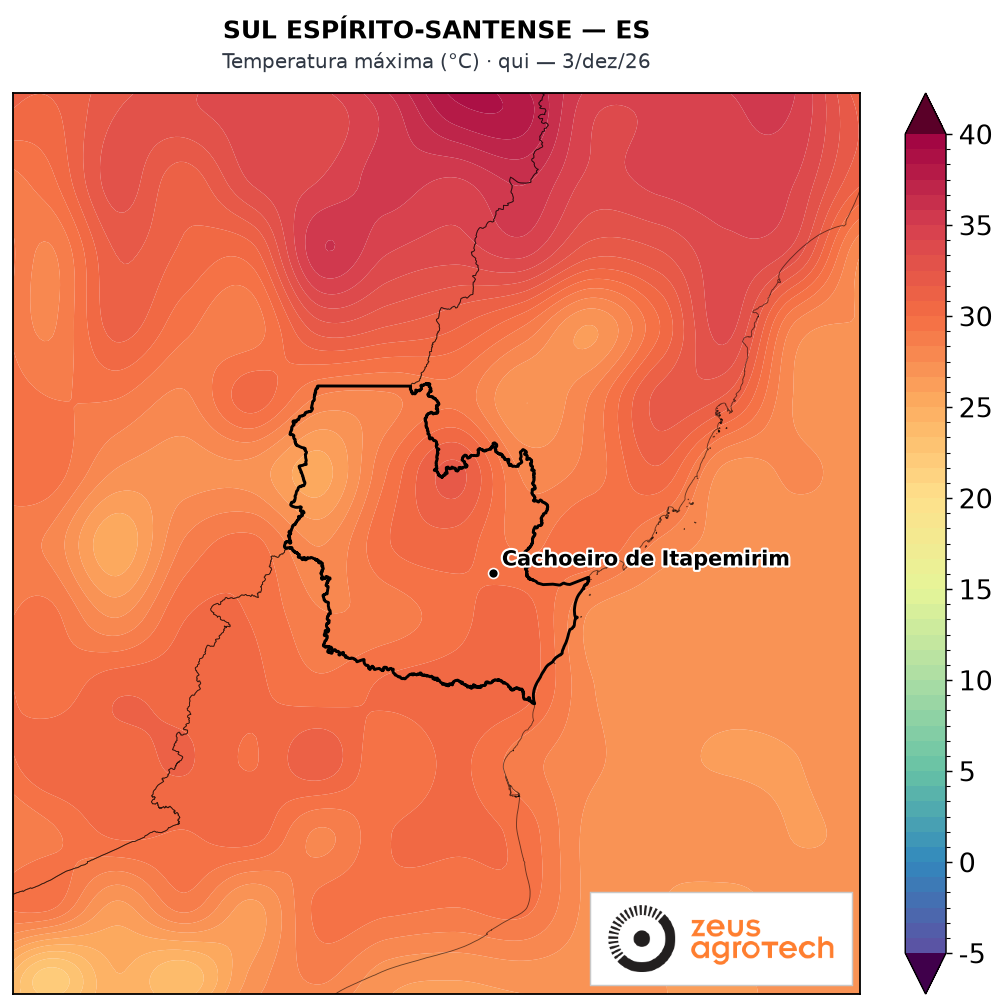 SUL ESPÍRITO-SANTENSE — ES
Temperatura máxima (°C) · qui — 3/dez/26
40
35
30
25
20
15
10
5
0
-5
Cachoeiro de Itapemirim
zeus
agrotech